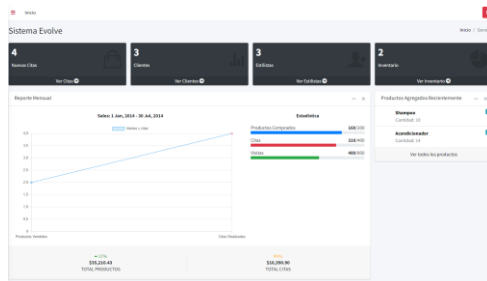 Inicio
Sistema Evolve
Inicio /
4
Nuevas Citas
Ver Citas
3
Clientes
Ver Clientes
3
Estilistas
Ver Estilistas
2
Inventario
Ver Inventario
Reporte Mensual
Sales: 1 Jan, 2014 - 30 Jul, 2014
Estadística
Productos Comprados
Citas
Visitas
Productos Vendidos
Citas Realizadas
$35,210.43
TOTAL PRODUCTOS
$10,390.90
TOTAL CITAS
Productos Agregados Recientemente
Shampoo
Cantidad: 10
Acondicionador
Cantidad: 14
Ver todos los productos